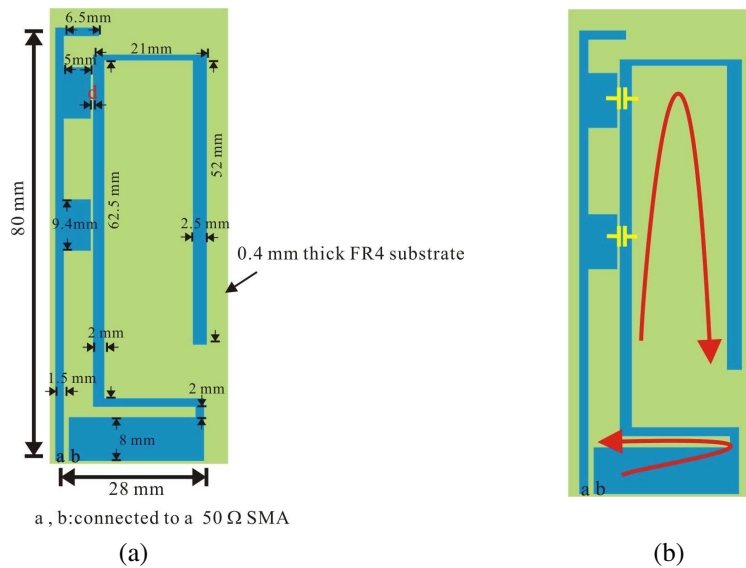 6.5mm
21mm
5mm
d
80 mm
62.5 mm
52 mm
9.4mm
2.5 mm
0.4 mm thick FR4 substrate
2 mm
1.5 mm
2 mm
8 mm
a b
a b
28 mm
a , b:connected to a 50 Ω SMA
(a)
(b)